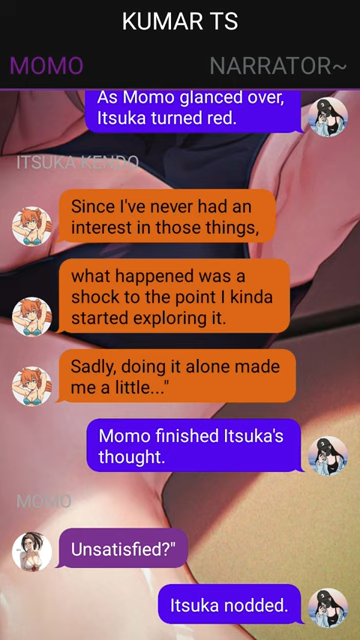 KUMAR TS
MOMO
NARRATOR~
As Momo glanced over,
Itsuka turned red.
ITSUKA KENDO
Since I've never had an
interest in those things,
what happened was a
shock to the point I kinda
started exploring it.
Sadly, doing it alone made
me a little..."
Momo finished Itsuka's
thought.
MOMO
Unsatisfied?"
Itsuka nodded.